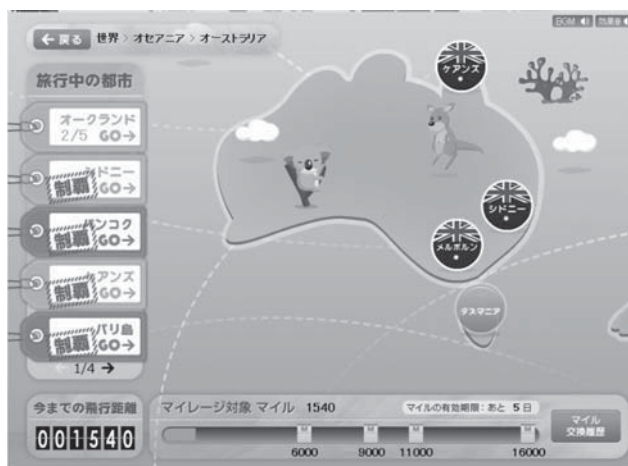 BGM
効果音
← 戻る 世界 > オセアニア > オーストラリア
旅行中の都市
オークランド
2/5 GO→
シドニー
制覇 GO→
バンコク
制覇 GO→
ケアンズ
制覇 GO→
バリ島
制覇 GO→
← 1/4 →
ケアンズ
シドニー
メルボルン
タスマニア
今までの飛行距離
001540
マイレージ対象 マイル 1540
マイルの有効期限：あと 5 日
M M M M
6000 9000 11000 16000
マイル
交換履歴